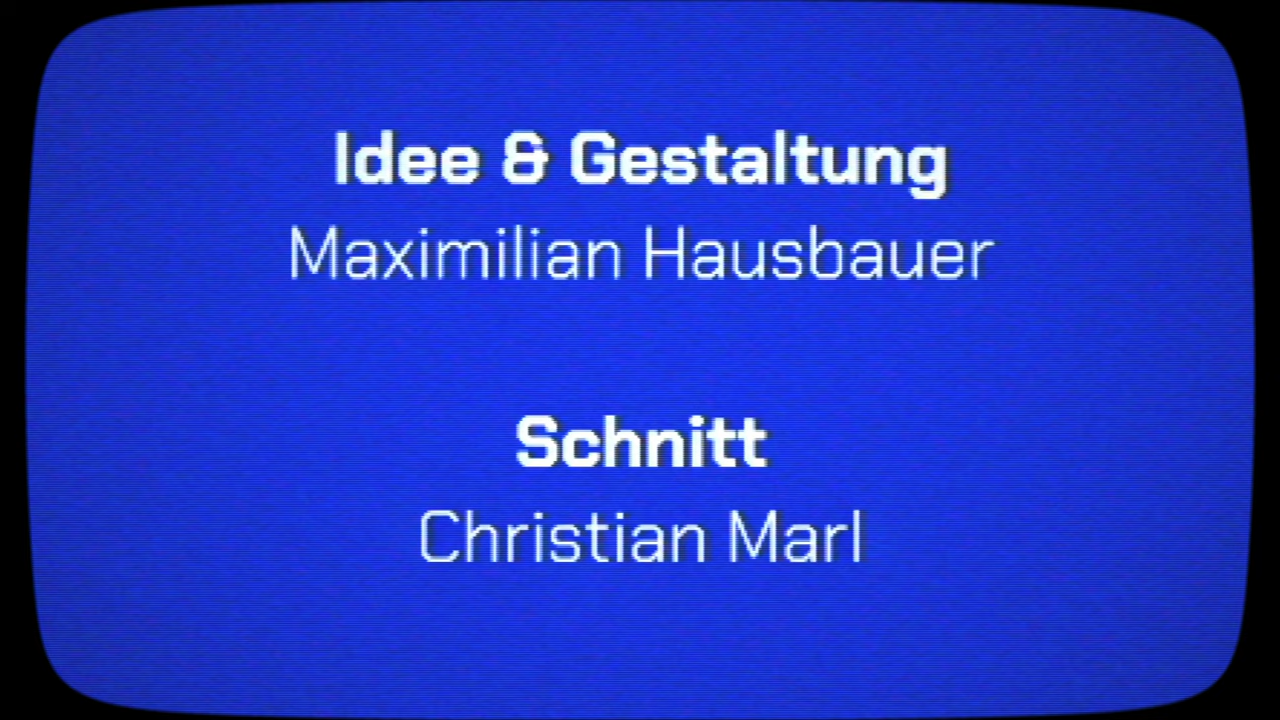 Idee & Gestaltung
Maximilian Hausbauer
Schnitt
Christian Marl